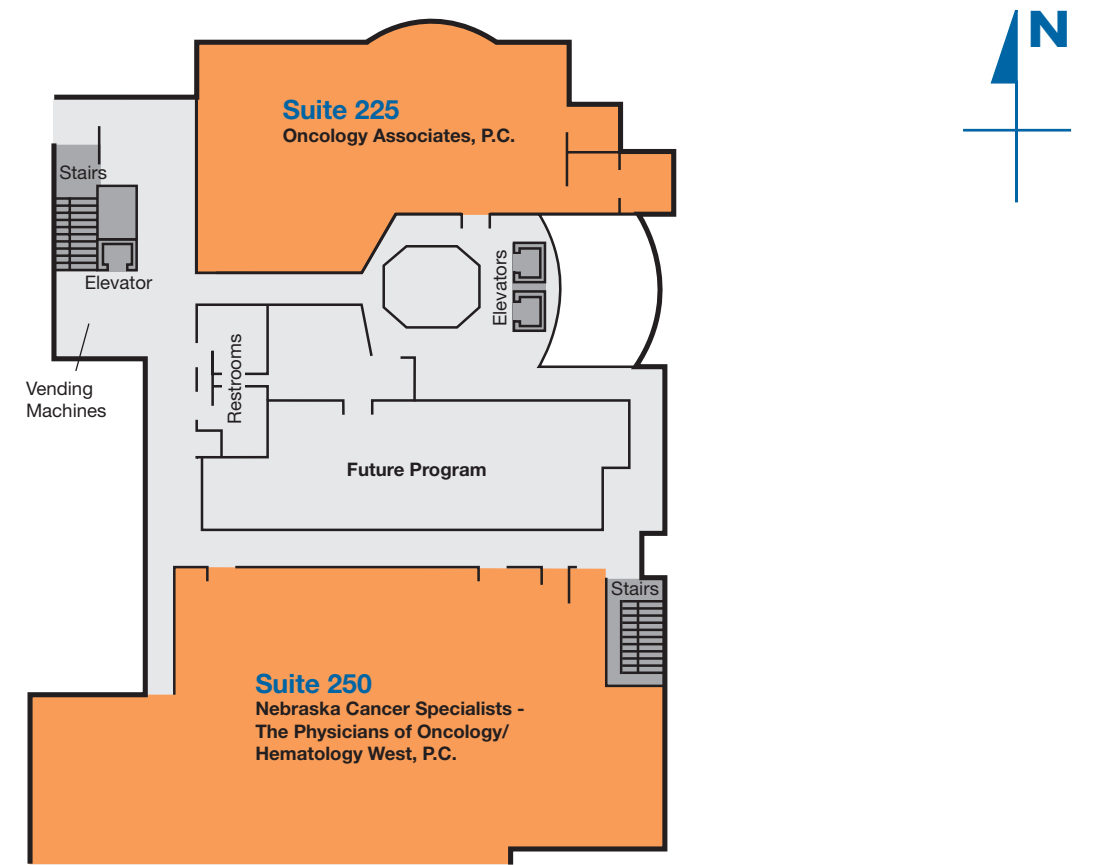 N
Suite 225
Oncology Associates, P.C.
Stairs
Elevator
Elevators
Restrooms
Vending
Machines
Future Program
Stairs
Suite 250
Nebraska Cancer Specialists -
The Physicians of Oncology/
Hematology West, P.C.